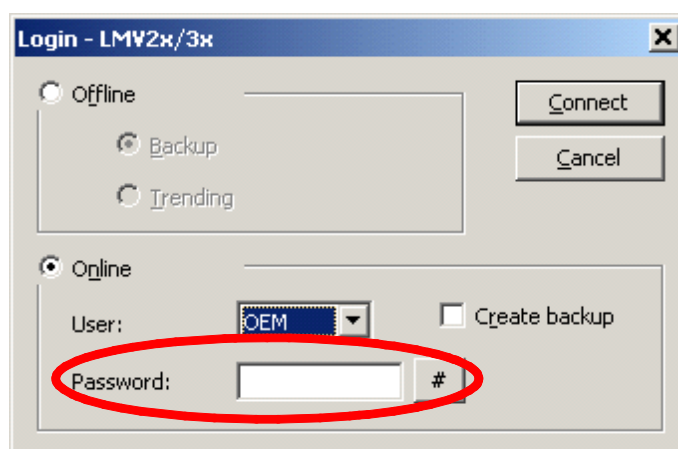 Login - LMV2x/3x
Offline
Connect
Backup
Cancel
Trending
Online
User: OEM Create backup
Password: #